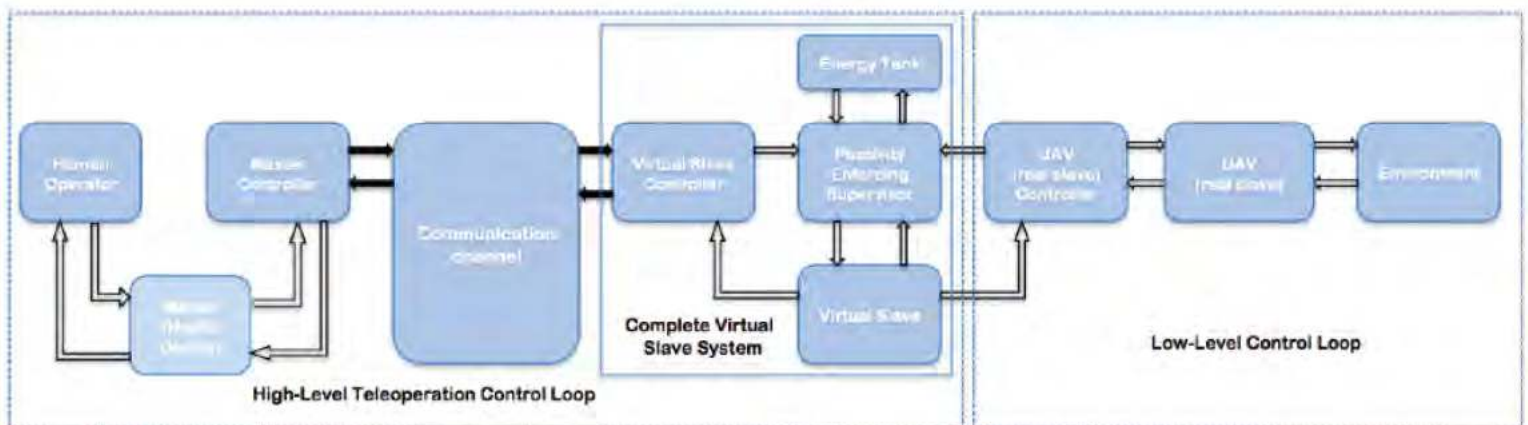 Energy Tank
Human
Operator
Master
Controller
Communication
channel
Virtual Slave
Controller
Passivity
Enforcing
Supervisor
UAV
(real slave)
Controller
UAV
(real slave)
Environment
Master
(Haptic
Device)
Virtual Slave
Complete Virtual
Slave System
Low-Level Control Loop
High-Level Teleoperation Control Loop